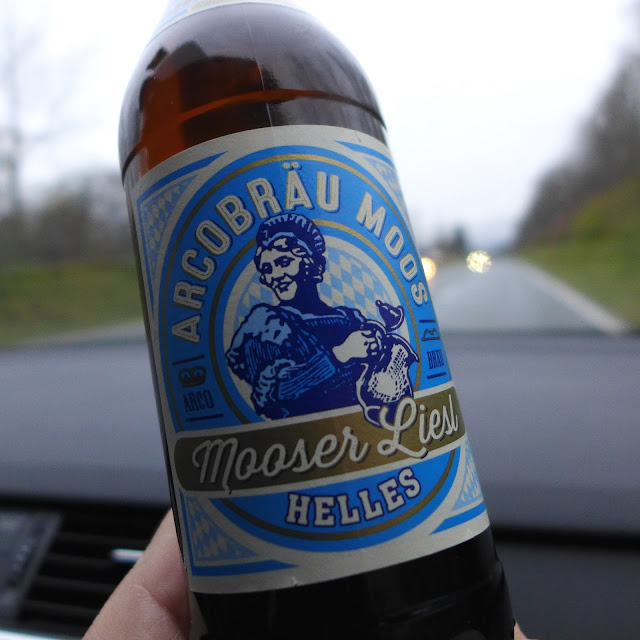 ARCOBRÄU MOOS
B
ARCO
BRÄU
Mooser Liesl
HELLES